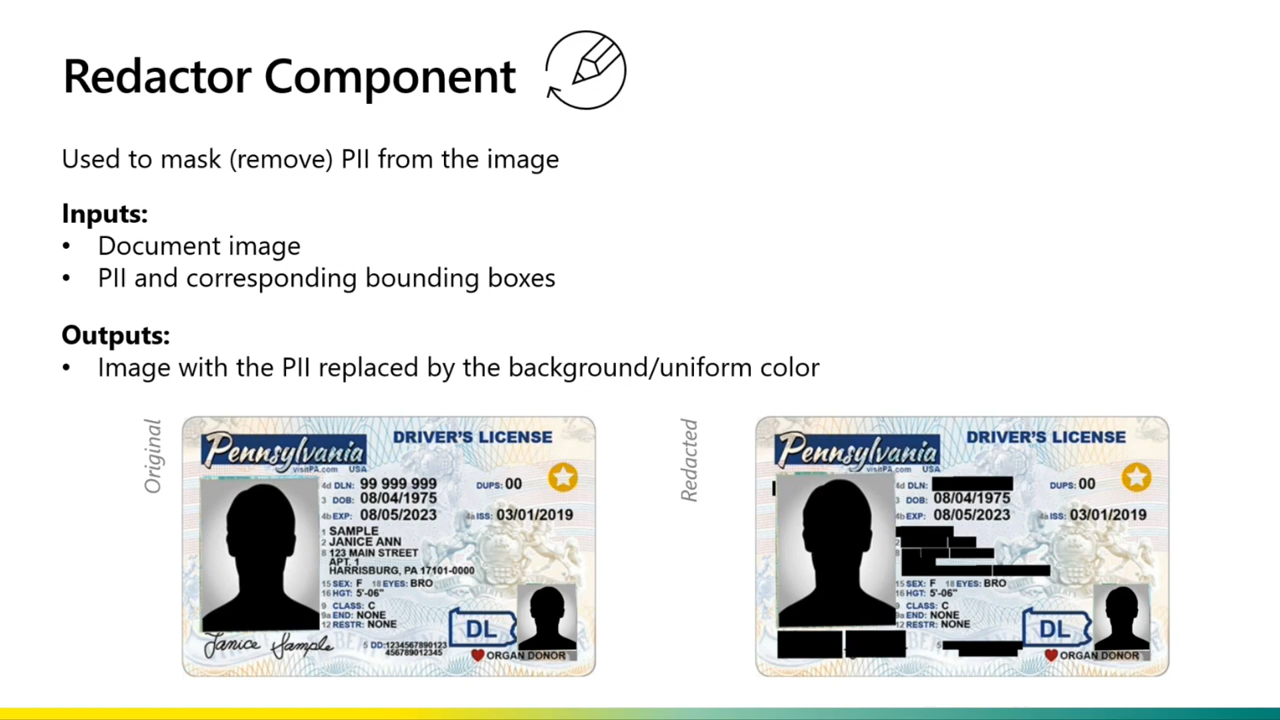 Redactor Component
Used to mask (remove) PII from the image
Inputs:
• Document image
• PII and corresponding bounding boxes
Outputs:
• Image with the PII replaced by the background/uniform color
Original
Pennsylvania
visitPA.com USA
DRIVER'S LICENSE
4d DLN: 99 999 999 DUPS: 00
3 DOB: 08/04/1975
4b EXP: 08/05/2023 4a ISS: 03/01/2019
1 SAMPLE
2 JANICE ANN
8 123 MAIN STREET
APT. 1
HARRISBURG, PA 17101-0000
15 SEX: F 18 EYES: BRO
16 HGT: 5'-06"
9 CLASS: C
9a END: NONE
12 RESTR: NONE
DL
Janice Sample
5 DD: 1234567890123
456789012345
ORGAN DONOR
Redacted
Pennsylvania
visitPA.com USA
DRIVER'S LICENSE
4d DLN: DUPS: 00
3 DOB: 08/04/1975
4b EXP: 08/05/2023 4a ISS: 03/01/2019
15 SEX: F 18 EYES: BRO
16 HGT: 5'-06"
9 CLASS: C
9a END: NONE
12 RESTR: NONE
DL
ORGAN DONOR